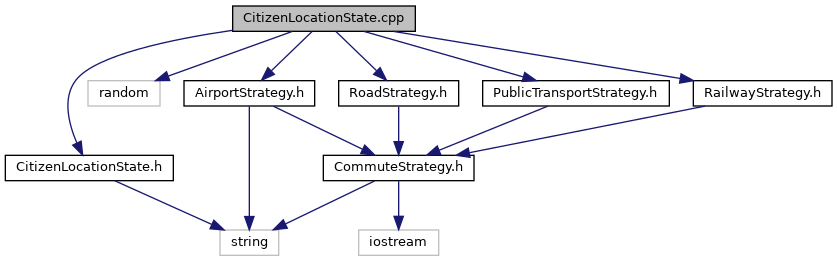 CitizenLocationState.cpp
random
AirportStrategy.h
RoadStrategy.h
PublicTransportStrategy.h
RailwayStrategy.h
CitizenLocationState.h
CommuteStrategy.h
string
iostream